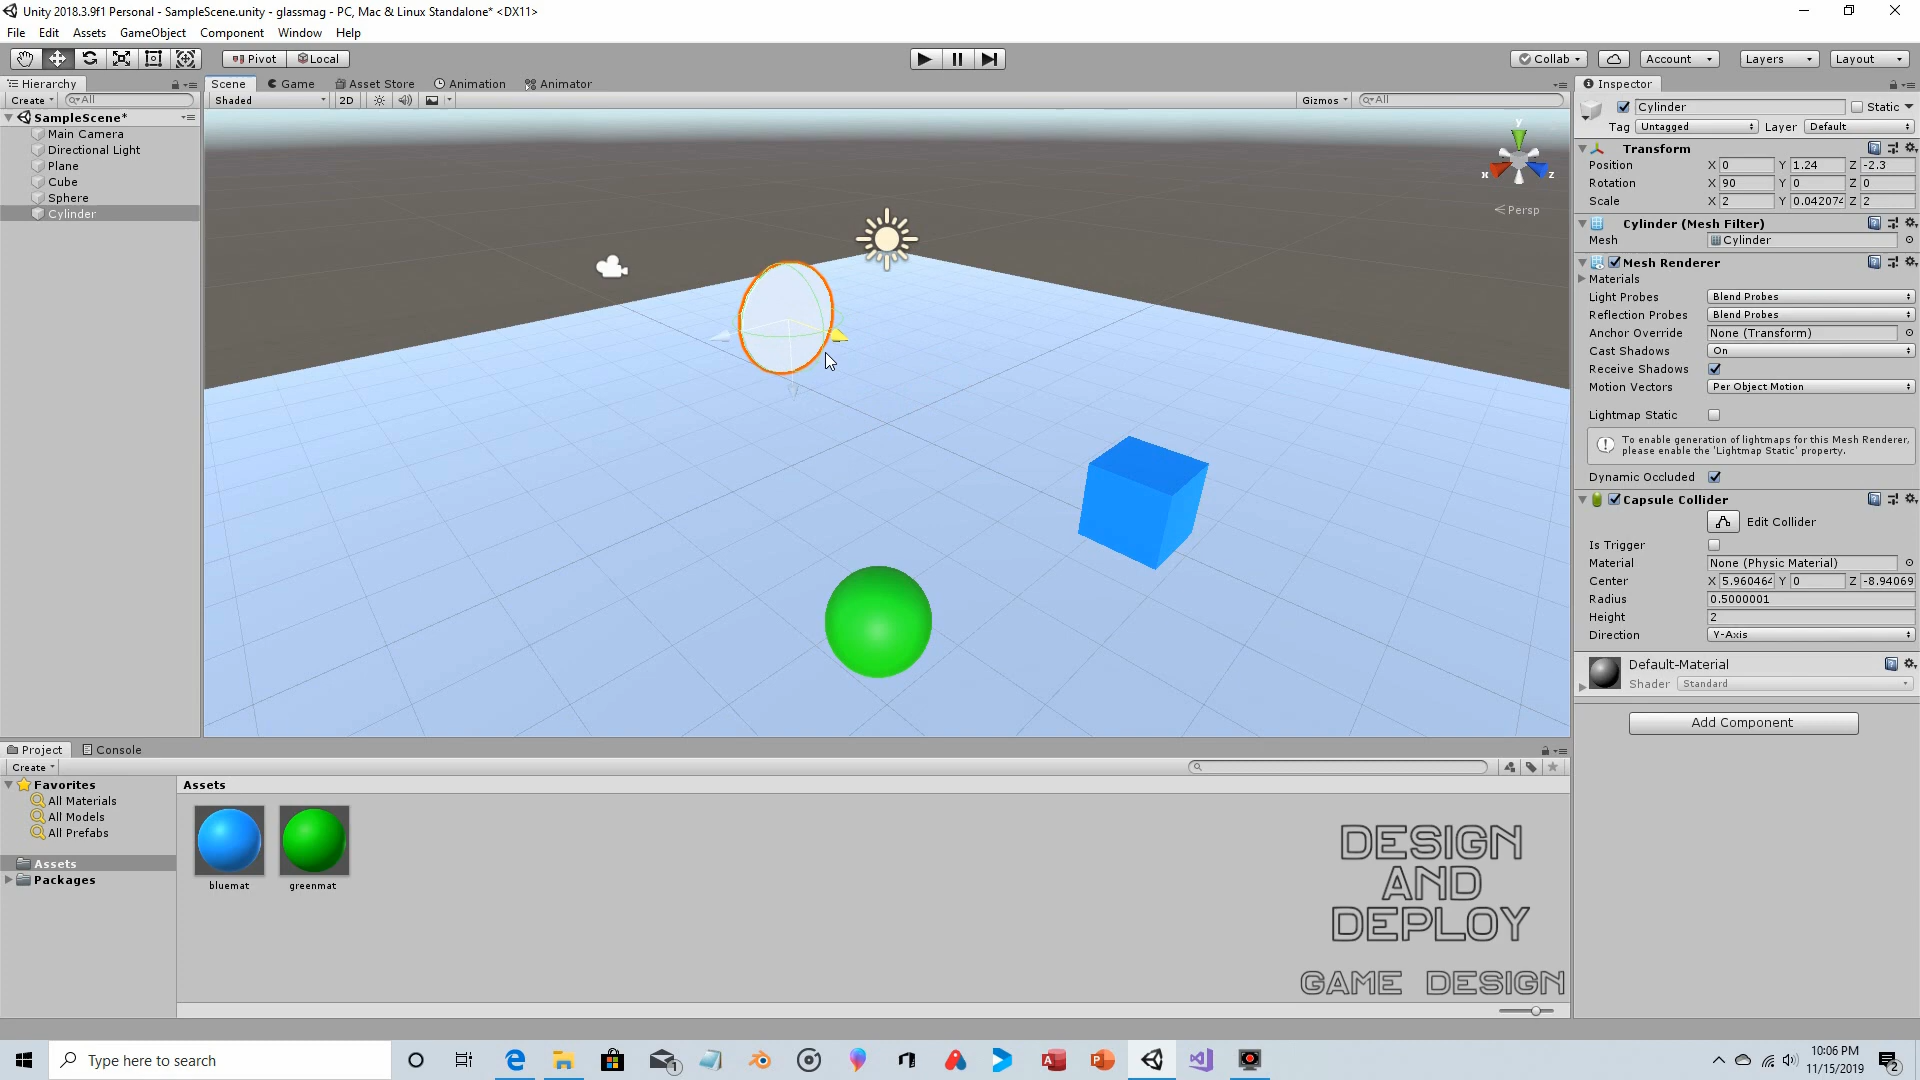 Unity 2018.3.9f1 Personal - SampleScene.unity - glassmag - PC, Mac & Linux Standalone* <DX11>
File Edit Assets GameObject Component Window Help
Pivot Local Collab Account Layers Layout
Hierarchy
Create All
SampleScene*
Main Camera
Directional Light
Plane
Cube
Sphere
Cylinder
Scene Game Asset Store Animation Animator
Shaded 2D Gizmos All
y
x z
Persp
Inspector
Cylinder Static
Tag Untagged Layer Default
Transform
Position X 0 Y 1.24 Z -2.3
Rotation X 90 Y 0 Z 0
Scale X 2 Y 0.042074 Z 2
Cylinder (Mesh Filter)
Mesh Cylinder
Mesh Renderer
Materials
Light Probes Blend Probes
Reflection Probes Blend Probes
Anchor Override None (Transform)
Cast Shadows On
Receive Shadows
Motion Vectors Per Object Motion
Lightmap Static
To enable generation of lightmaps for this Mesh Renderer,
please enable the 'Lightmap Static' property.
Dynamic Occluded
Capsule Collider
Edit Collider
Is Trigger
Material None (Physic Material)
Center X 5.960464 Y 0 Z -8.94069
Radius 0.5000001
Height 2
Direction Y-Axis
Default-Material
Shader Standard
Add Component
Project Console
Create
Favorites
All Materials
All Models
All Prefabs
Assets
Packages
Assets
bluemat greenmat
DESIGN
AND
DEPLOY
GAME DESIGN
Type here to search
10:06 PM
11/15/2019